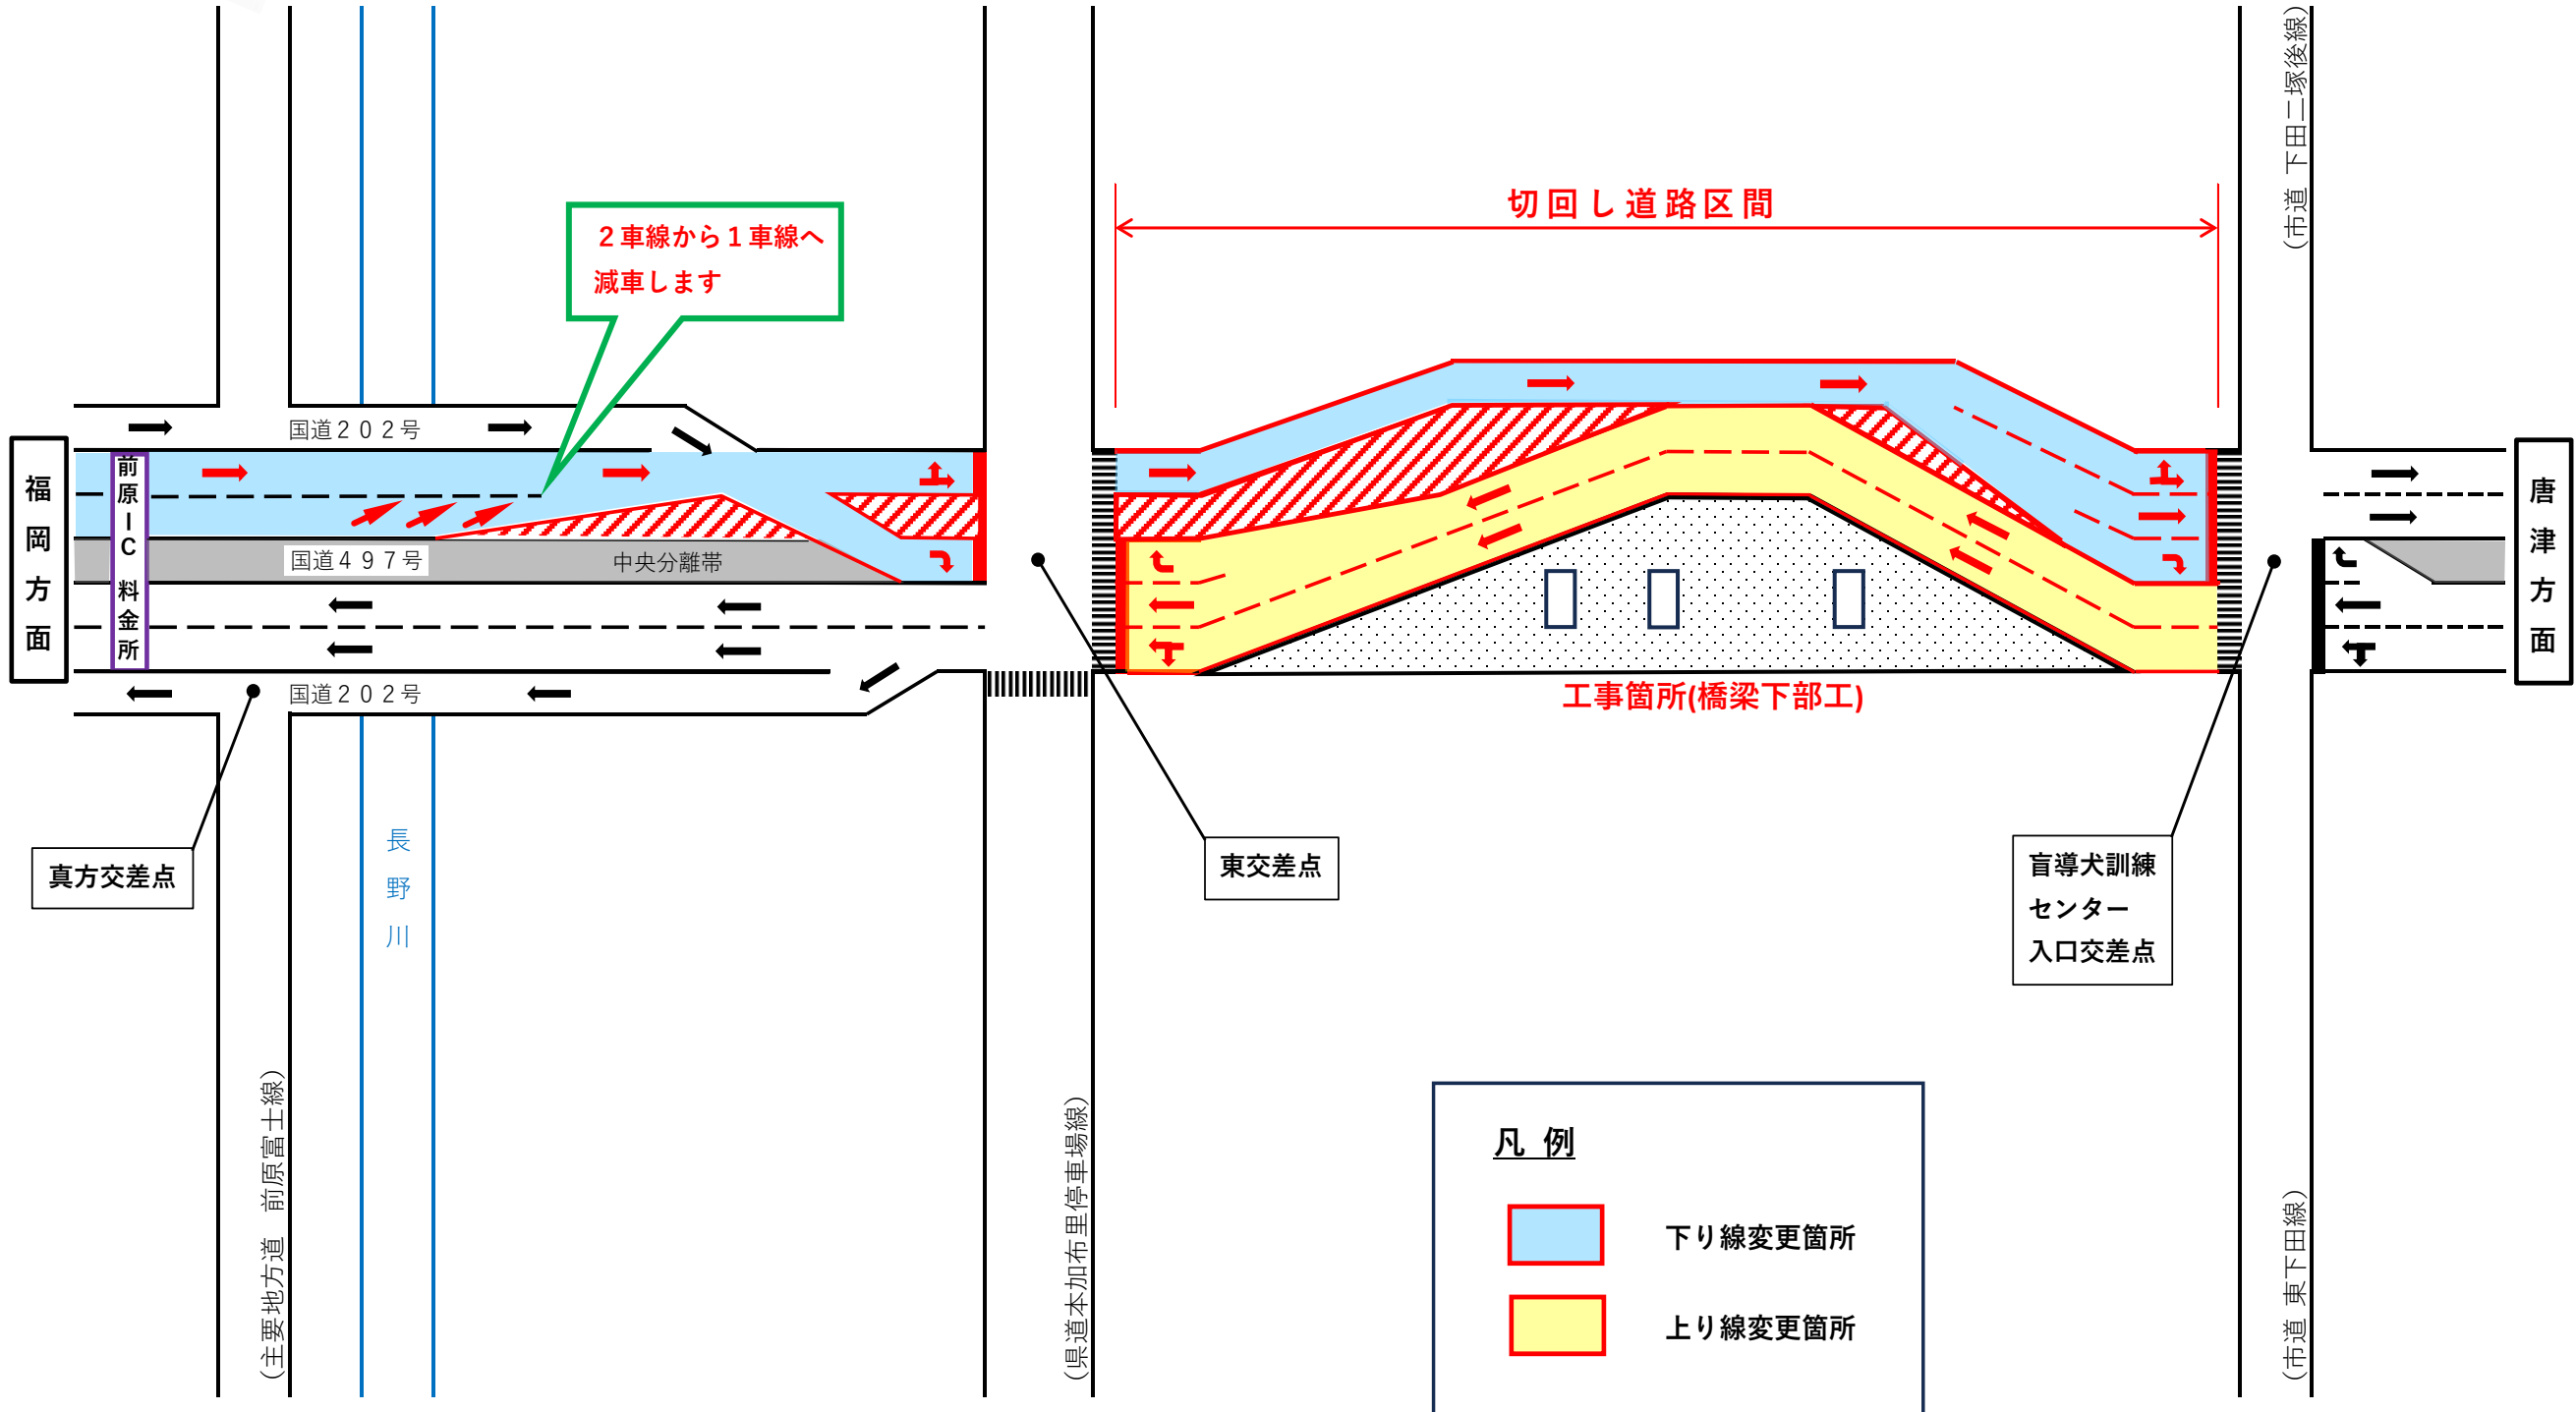 (市道 下田二塚後線)
切回し道路区間
２車線から１車線へ
減車します
国道２０２号
福岡方面
前原IC 料金所
唐津方面
国道４９７号
中央分離帯
国道２０２号
工事箇所(橋梁下部工)
真方交差点
長野川
東交差点
盲導犬訓練
センター
入口交差点
(主要地方道 前原富士線)
(県道本加布里停車場線)
(市道 東下田線)
凡 例
下り線変更箇所
上り線変更箇所